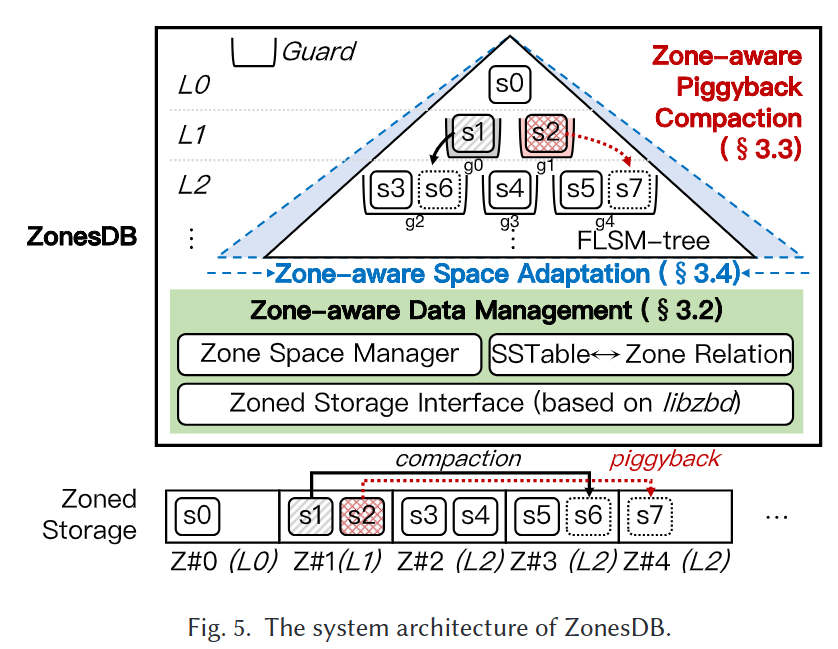 Guard
Zone-aware
Piggyback
Compaction
(§3.3)
L0
s0
L1
s1
s2
g0
g1
L2
s3
s6
s4
s5
s7
g2
g3
g4
ZonesDB
⋮
⋮
FLSM-tree
Zone-aware Space Adaptation (§3.4)
Zone-aware Data Management (§3.2)
Zone Space Manager
SSTable↔Zone Relation
Zoned Storage Interface (based on libzbd)
compaction
piggyback
Zoned
Storage
s0
s1
s2
s3
s4
s5
s6
s7
...
Z#0 (L0)
Z#1(L1)
Z#2 (L2)
Z#3 (L2)
Z#4 (L2)
Fig. 5. The system architecture of ZonesDB.